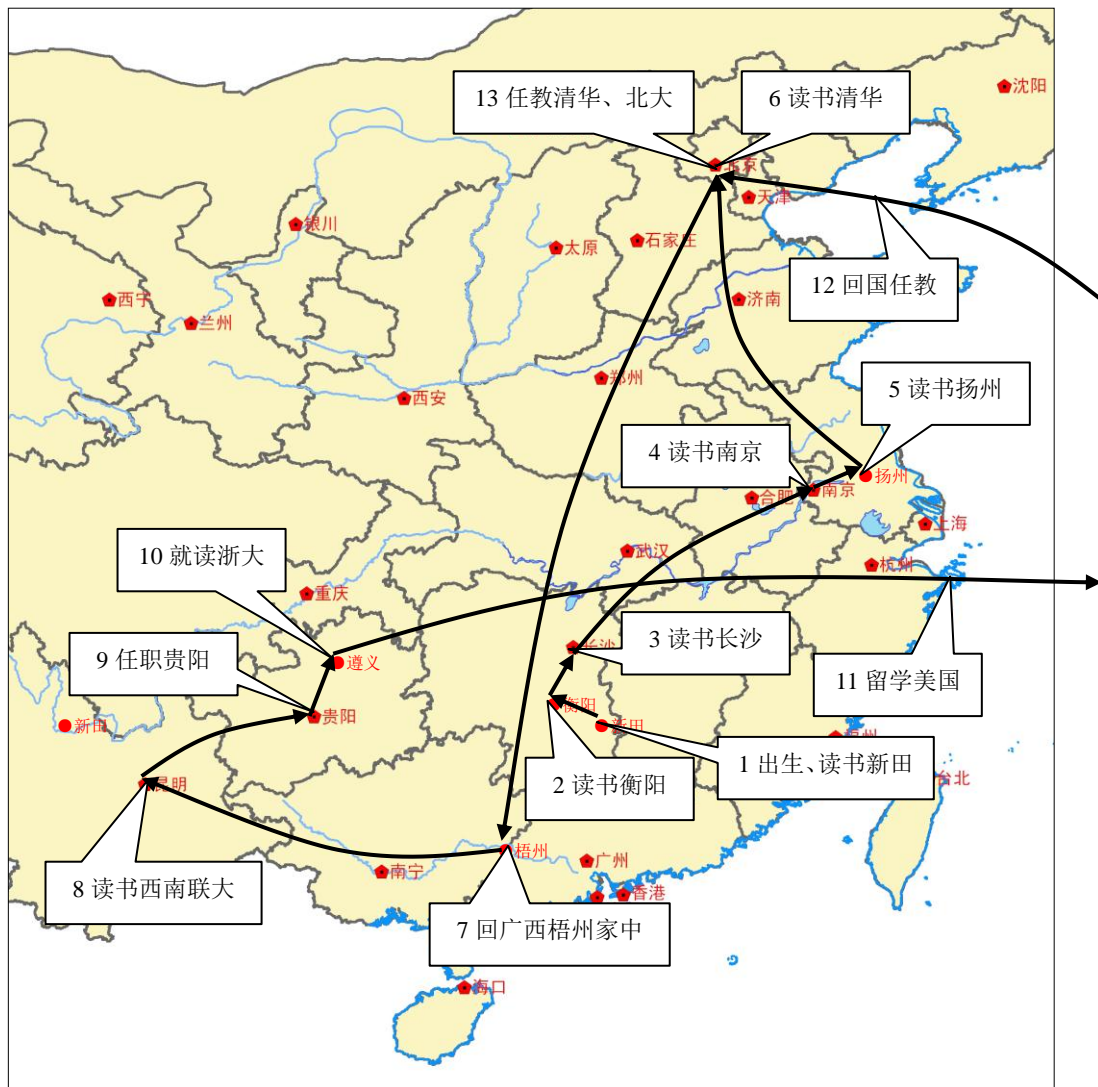 沈阳
13 任教清华、北大
6 读书清华
北京
天津
银川
太原
石家庄
12 回国任教
西宁
兰州
济南
郑州
西安
5 读书扬州
4 读书南京
扬州
合肥
南京
上海
10 就读浙大
武汉
杭州
重庆
3 读书长沙
长沙
9 任职贵阳
遵义
11 留学美国
衡阳
贵阳
新田
新田
1 出生、读书新田
2 读书衡阳
台北
昆明
梧州
广州
8 读书西南联大
南宁
香港
7 回广西梧州家中
海口